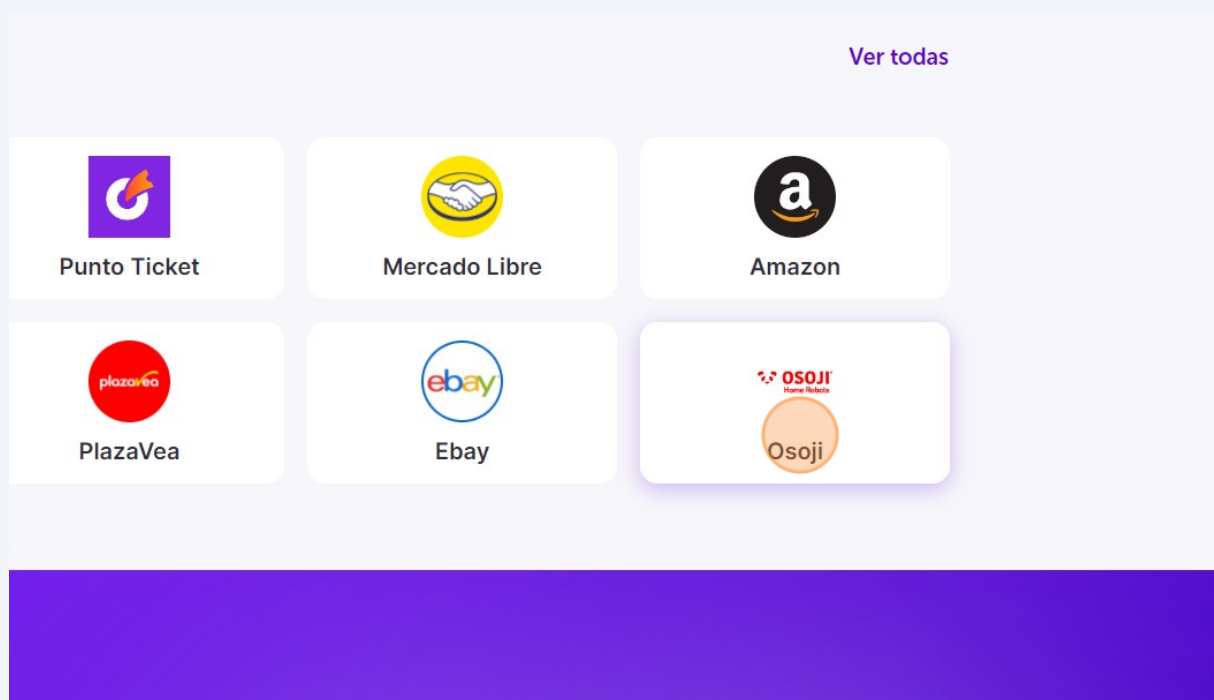 Ver todas
Punto Ticket
Mercado Libre
a
Amazon
plazavea
PlazaVea
ebay
Ebay
OSOJI
Home Robots
Osoji